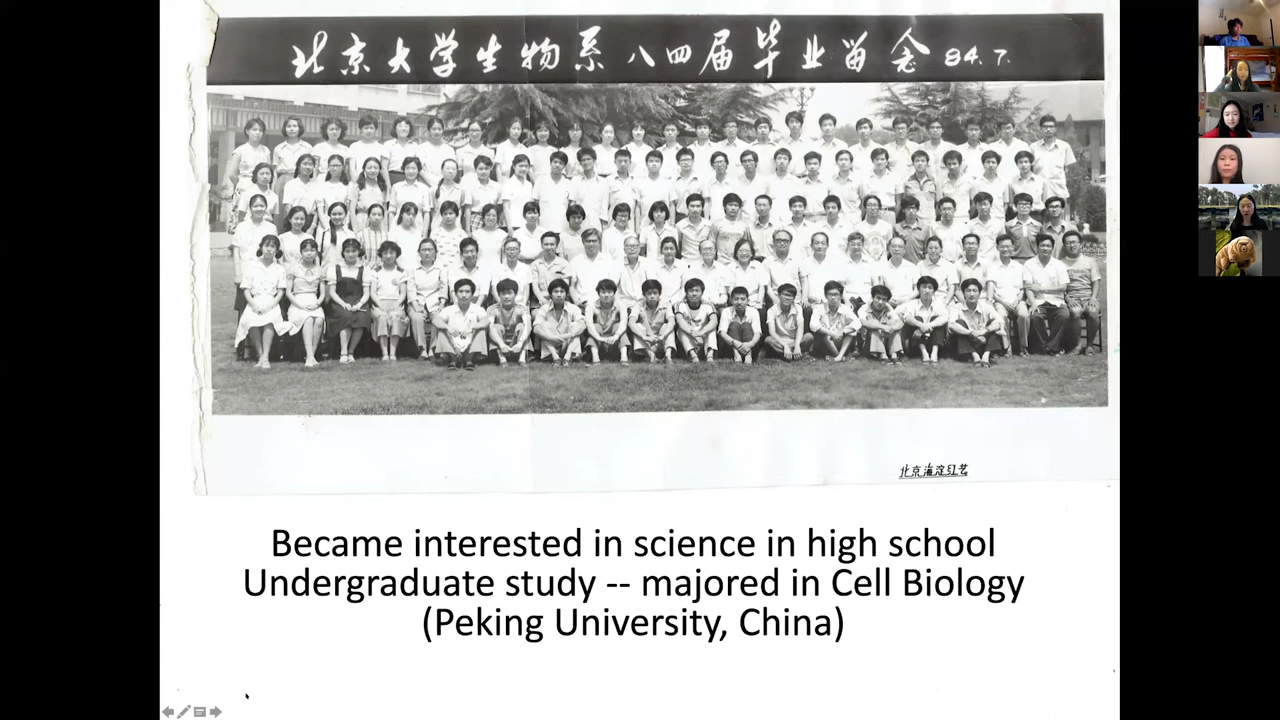 北京大学生物系八四届毕业留念 84.7.
北京海淀红艺
Became interested in science in high school
Undergraduate study -- majored in Cell Biology
(Peking University, China)